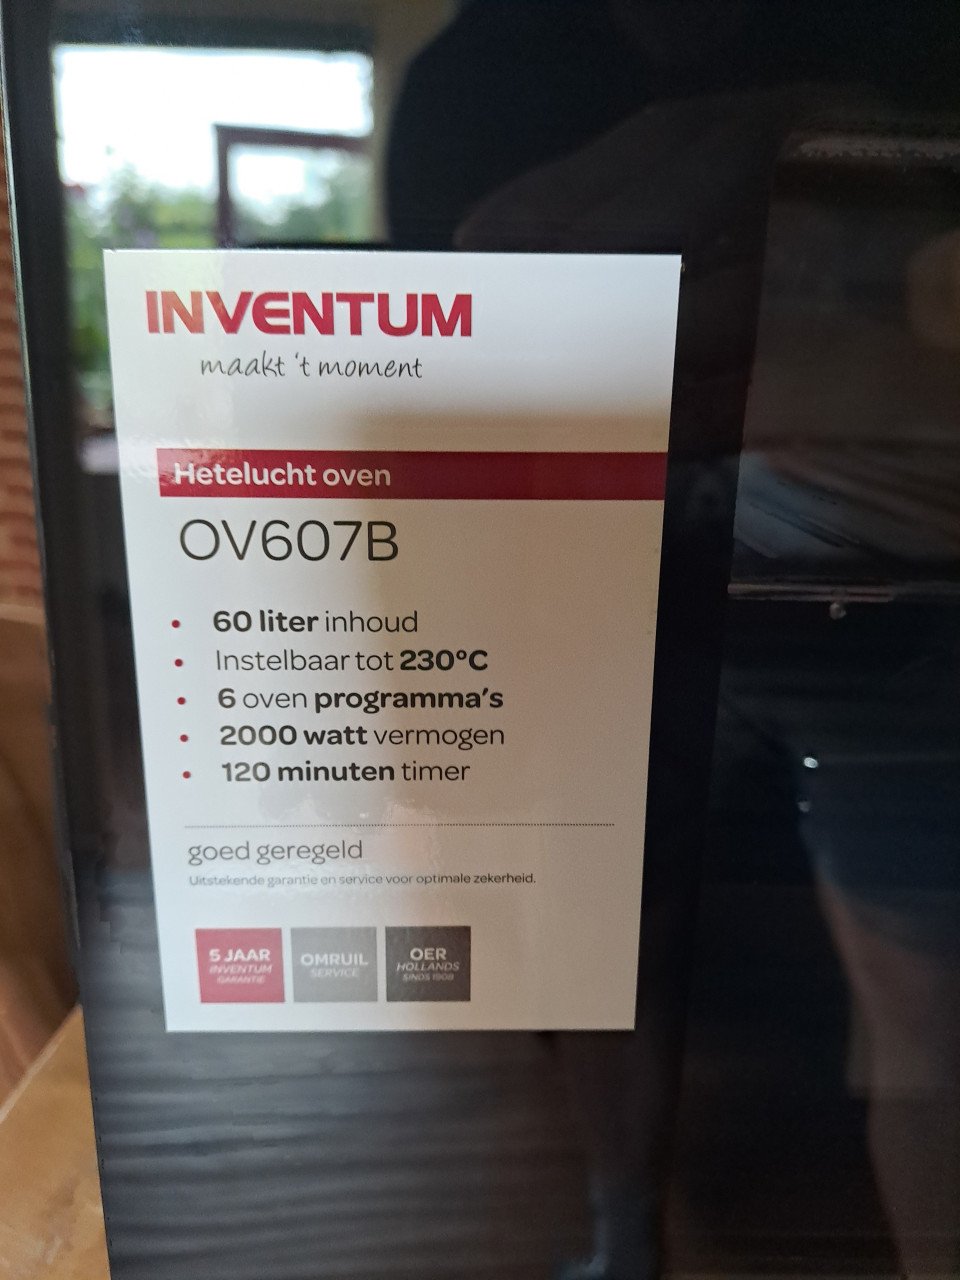 INVENTUM
maakt 't moment
Hetelucht oven
OV607B
• 60 liter inhoud
• Instelbaar tot 230°C
• 6 oven programma's
• 2000 watt vermogen
• 120 minuten timer
goed geregeld
Uitstekende garantie en service voor optimale zekerheid.
5 JAAR
INVENTUM
GARANTIE
OMRUIL
SERVICE
OER
HOLLANDS
SINDS 1908